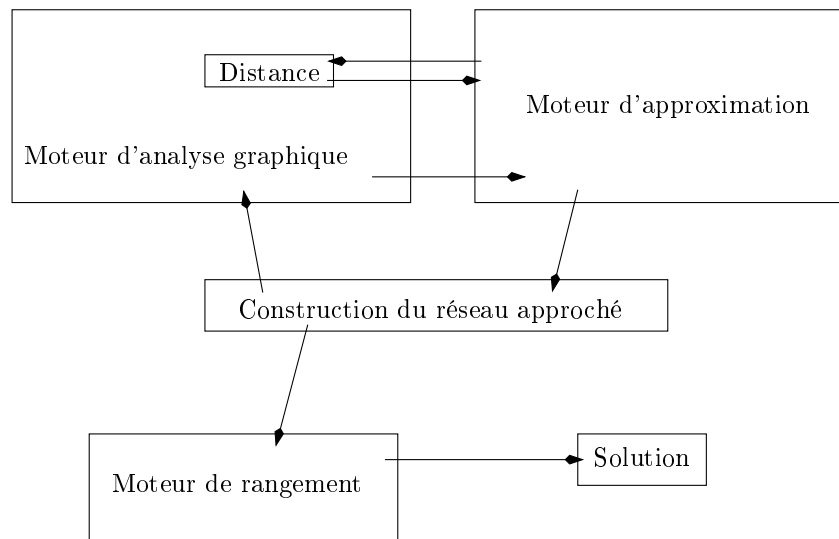 Distance
Moteur d'approximation
Moteur d'analyse graphique
Construction du réseau approché
Solution
Moteur de rangement